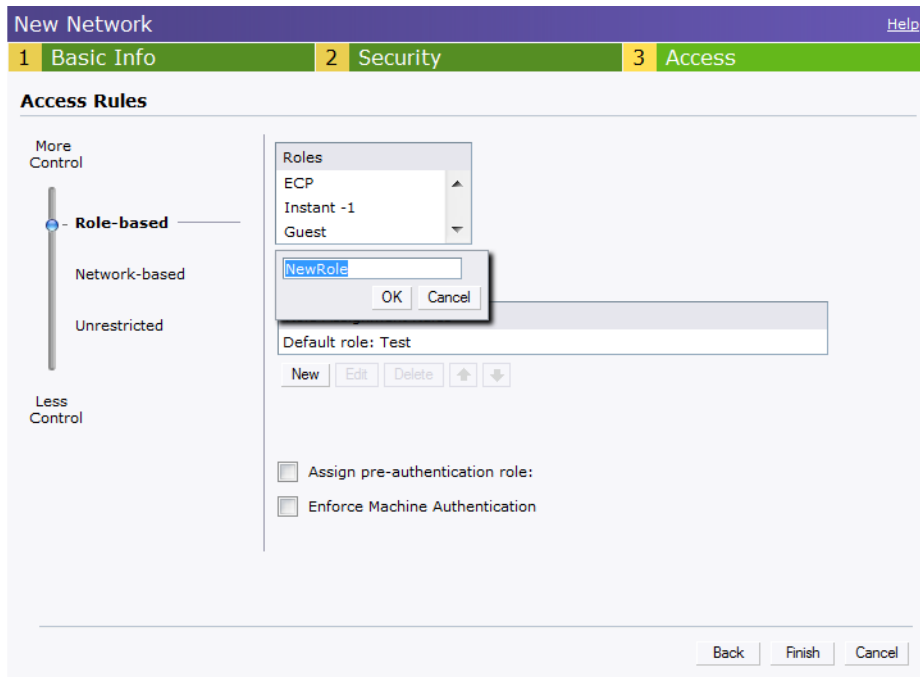 New Network
Help
1 Basic Info 2 Security 3 Access
Access Rules
More
Control
Role-based
Network-based
Unrestricted
Less
Control
Roles
ECP
Instant -1
Guest
NewRole
OK Cancel
Default role: Test
New Edit Delete
Assign pre-authentication role:
Enforce Machine Authentication
Back Finish Cancel